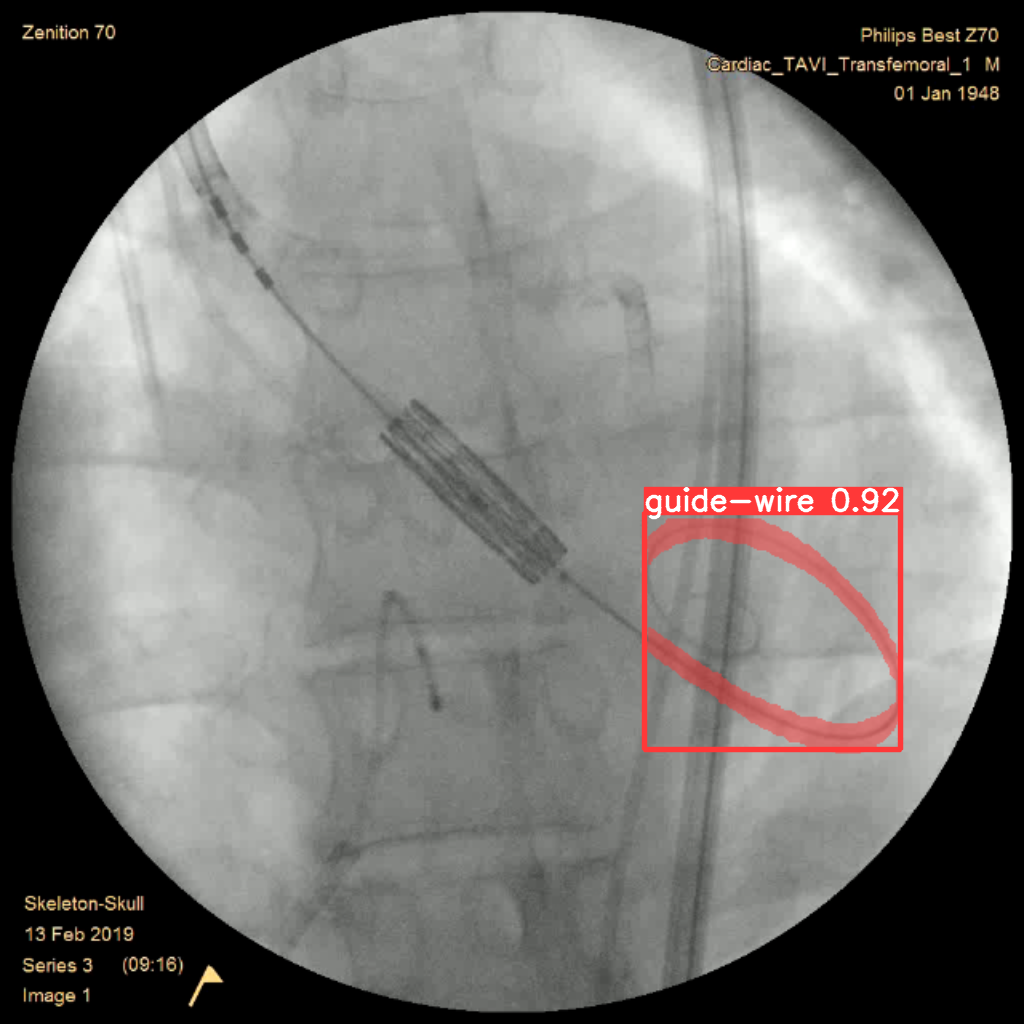 Zenition 70
Philips Best Z70
Cardiac_TAVI_Transfemoral_1 M
01 Jan 1948
guide-wire 0.92
Skeleton-Skull
13 Feb 2019
Series 3 (09:16)
Image 1